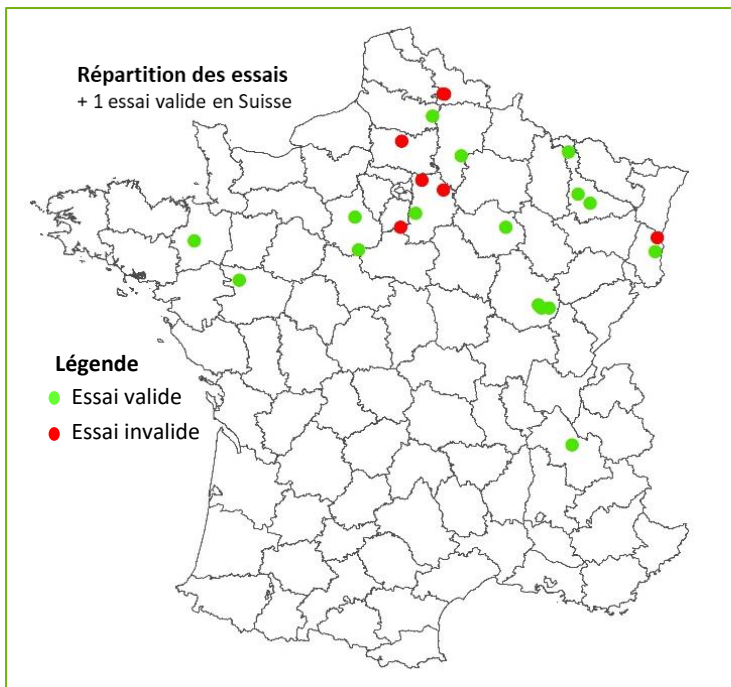 Répartition des essais
+ 1 essai valide en Suisse
Légende
Essai valide
Essai invalide